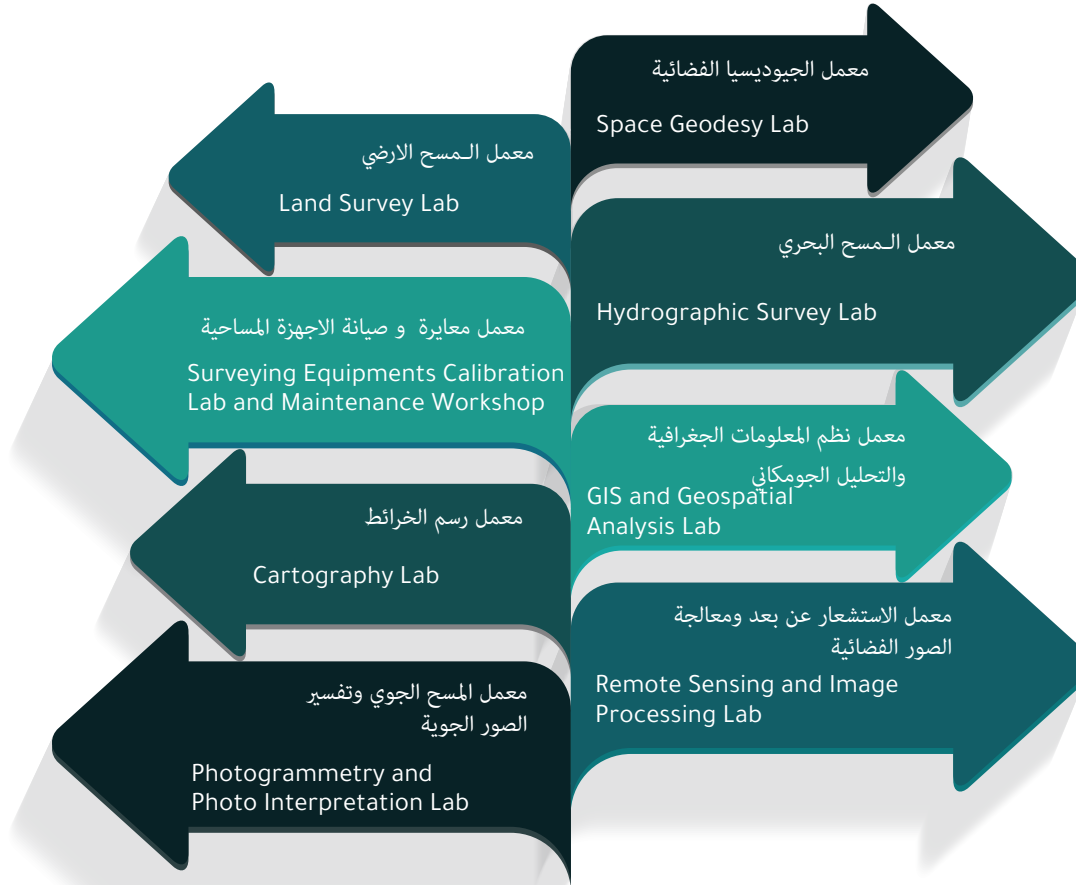 معمل الجيوديسيا الفضائية
Space Geodesy Lab
معمل الـمسح الارضي
Land Survey Lab
معمل الـمسح البحري
Hydrographic Survey Lab
معمل معايرة و صيانة الاجهزة المساحية
Surveying Equipments Calibration
Lab and Maintenance Workshop
معمل نظم المعلومات الجغرافية
والتحليل الجومكاني
GIS and Geospatial
Analysis Lab
معمل رسم الخرائط
Cartography Lab
معمل الاستشعار عن بعد ومعالجة
الصور الفضائية
Remote Sensing and Image
Processing Lab
معمل المسح الجوي وتفسير
الصور الجوية
Photogrammetry and
Photo Interpretation Lab